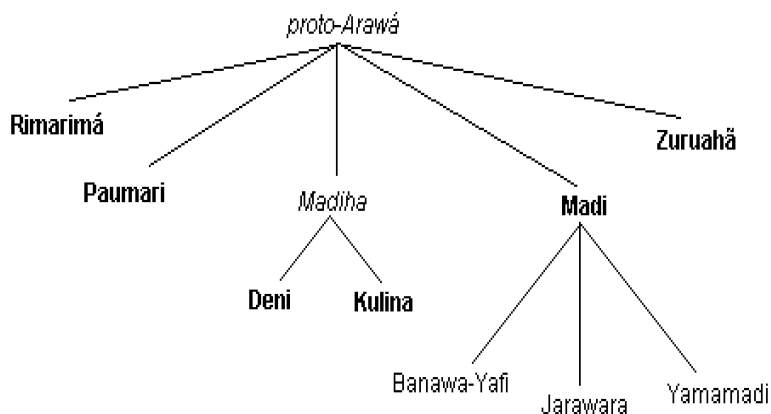 proto-Arawá
Rimarimá
Zuruahã
Paumari
Madiha
Madi
Deni
Kulina
Banawa-Yafi
Jarawara
Yamamadi